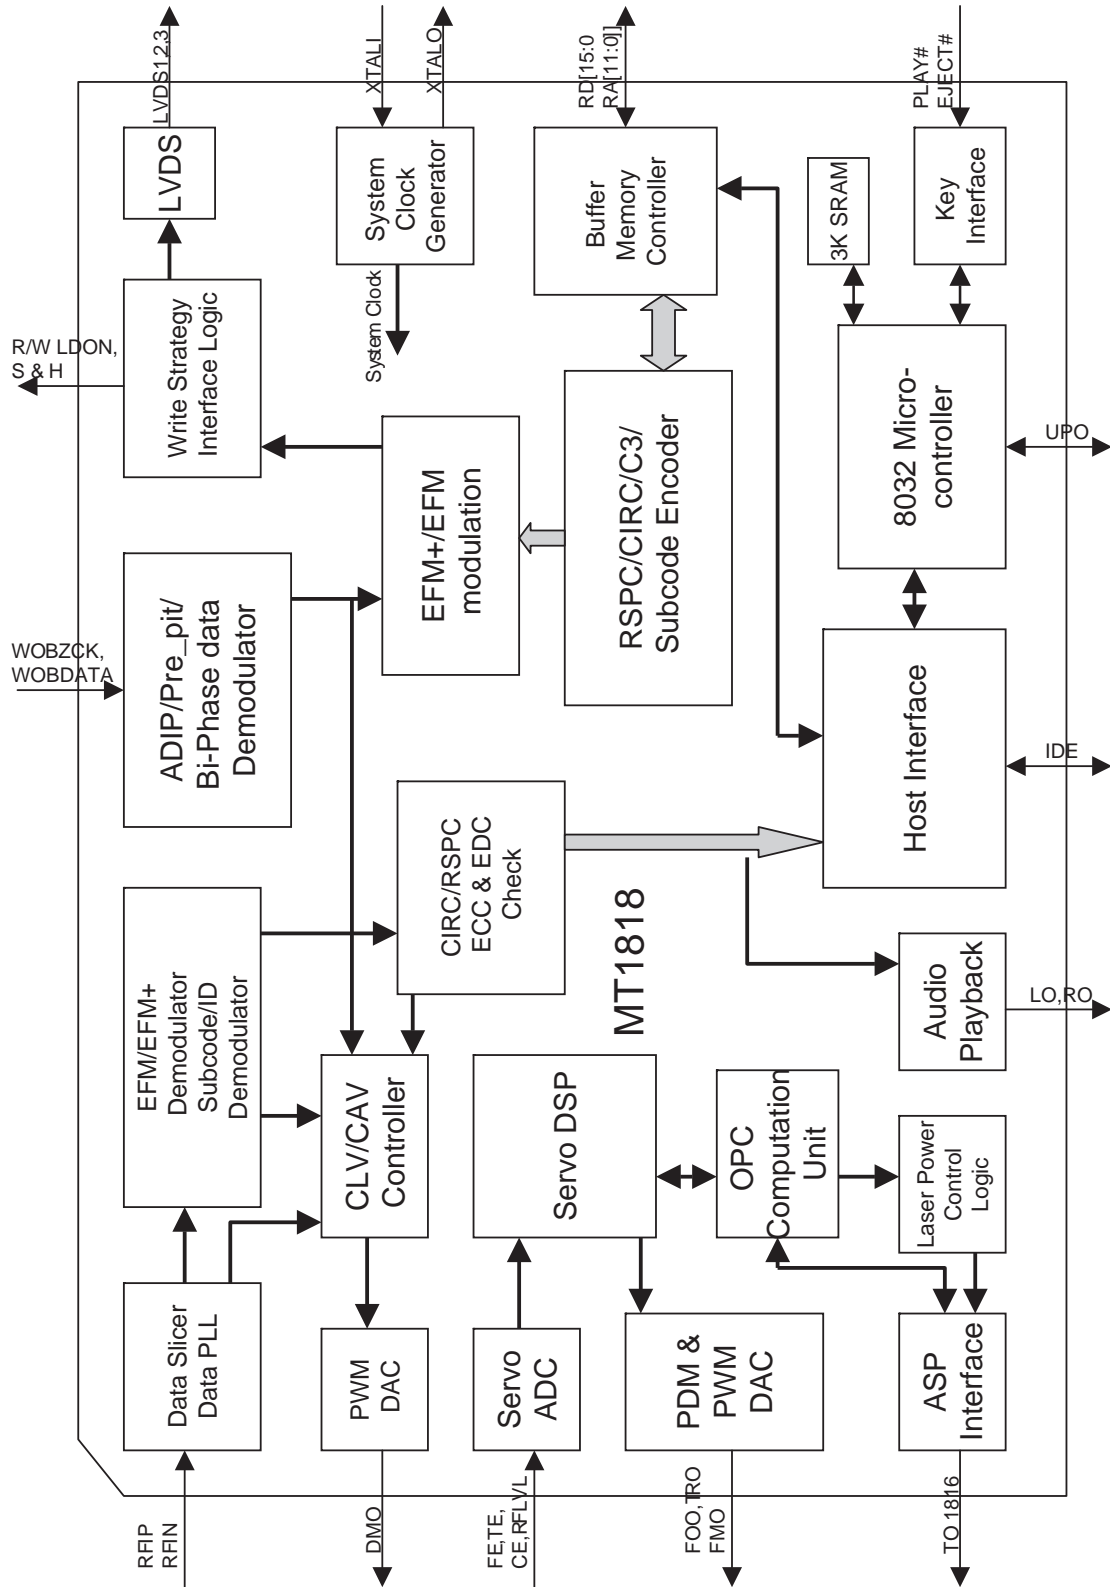 RFIP
RFIN
DMO
FE,TE,
CE,RFLVL
FOO,TRO
FMO
TO 1816
Data Slicer
Data PLL
PWM
DAC
Servo
ADC
PDM &
PWM
DAC
ASP
Interface
EFM/EFM+
Demodulator
Subcode/ID
Demodulator
CLV/CAV
Controller
Servo DSP
OPC
Computation
Unit
Laser Power
Control
Logic
ADIP/Pre_pit/
Bi-Phase data
Demodulator
CIRC/RSPC
ECC & EDC
Check
MT1818
Audio
Playback
LO,RO
WOBZCK,
WOBDATA
EFM+/EFM
modulation
RSPC/CIRC/C3/
Subcode Encoder
Host Interface
IDE
R/W LDON,
S & H
Write Strategy
Interface Logic
System Clock
8032 Micro-
controller
UPO
LVDS
System
Clock
Generator
Buffer
Memory
Controller
3K SRAM
Key
Interface
LVDS1,2,3
XTALI
XTALO
RD[15:0
RA[11:0]]
PLAY#
EJECT#